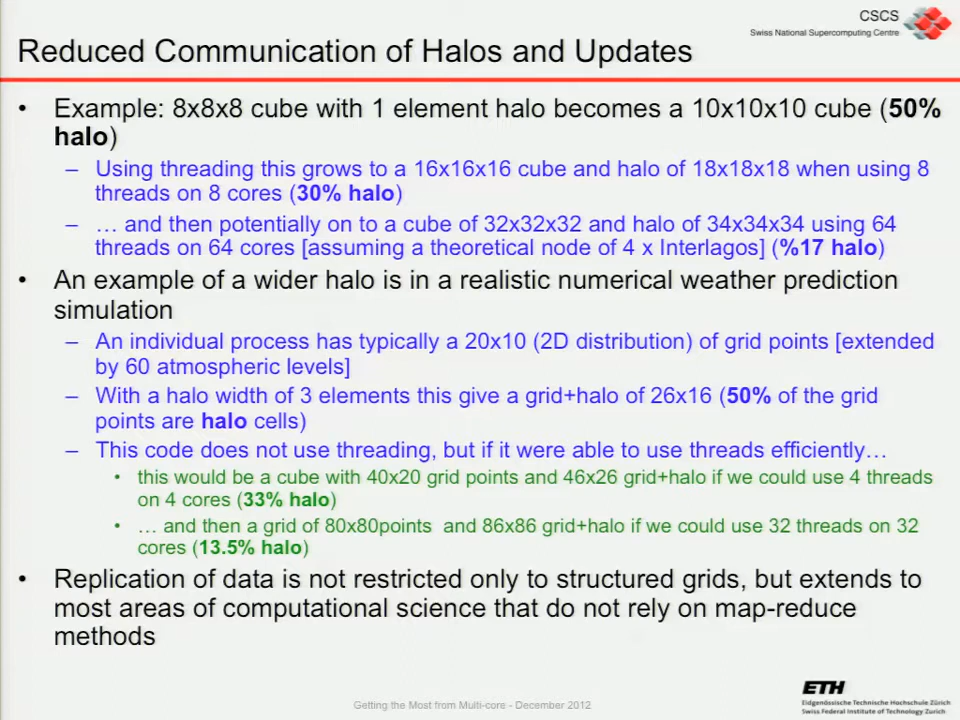 CSCS
Swiss National Supercomputing Centre
Reduced Communication of Halos and Updates
• Example: 8x8x8 cube with 1 element halo becomes a 10x10x10 cube (50%
halo)
– Using threading this grows to a 16x16x16 cube and halo of 18x18x18 when using 8
threads on 8 cores (30% halo)
– … and then potentially on to a cube of 32x32x32 and halo of 34x34x34 using 64
threads on 64 cores [assuming a theoretical node of 4 x Interlagos] (%17 halo)
• An example of a wider halo is in a realistic numerical weather prediction
simulation
– An individual process has typically a 20x10 (2D distribution) of grid points [extended
by 60 atmospheric levels]
– With a halo width of 3 elements this give a grid+halo of 26x16 (50% of the grid
points are halo cells)
– This code does not use threading, but if it were able to use threads efficiently…
• this would be a cube with 40x20 grid points and 46x26 grid+halo if we could use 4 threads
on 4 cores (33% halo)
• … and then a grid of 80x80points and 86x86 grid+halo if we could use 32 threads on 32
cores (13.5% halo)
• Replication of data is not restricted only to structured grids, but extends to
most areas of computational science that do not rely on map-reduce
methods
ETH
Eidgenössische Technische Hochschule Zürich
Swiss Federal Institute of Technology Zurich
Getting the Most from Multi-core - December 2012